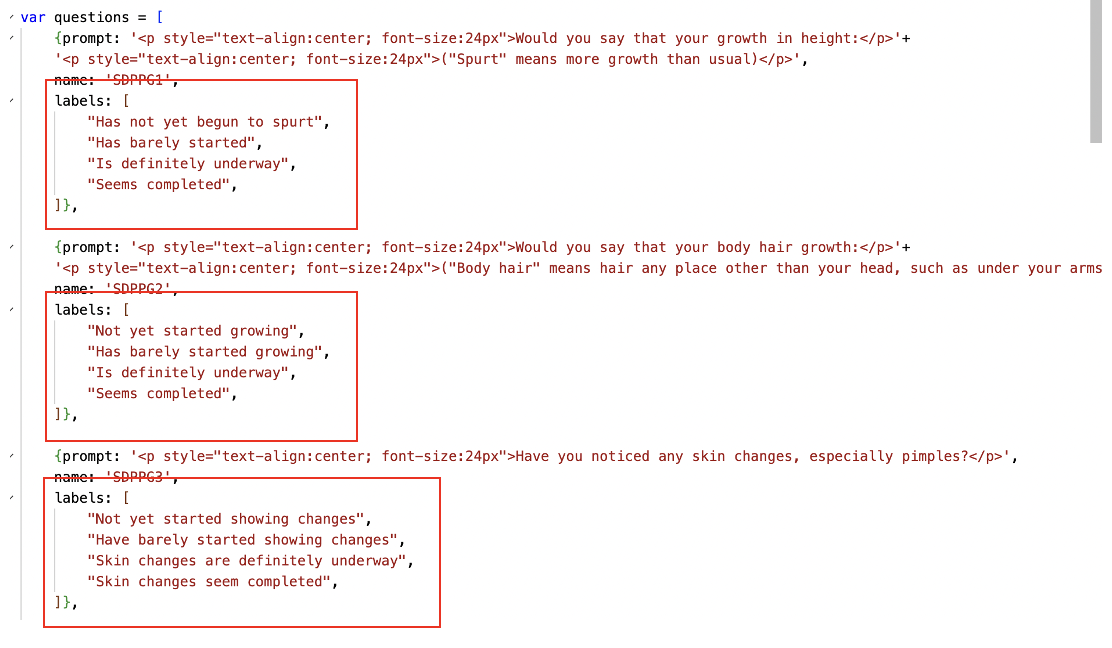 var questions = [
{prompt: '<p style="text-align:center; font-size:24px">Would you say that your growth in height:</p>'+
'<p style="text-align:center; font-size:24px">("Spurt" means more growth than usual)</p>',
name: 'SDPPG1',
labels: [
"Has not yet begun to spurt",
"Has barely started",
"Is definitely underway",
"Seems completed",
]},
{prompt: '<p style="text-align:center; font-size:24px">Would you say that your body hair growth:</p>'+
'<p style="text-align:center; font-size:24px">("Body hair" means hair any place other than your head, such as under your arms
name: 'SDPPG2',
labels: [
"Not yet started growing",
"Has barely started growing",
"Is definitely underway",
"Seems completed",
]},
{prompt: '<p style="text-align:center; font-size:24px">Have you noticed any skin changes, especially pimples?</p>',
name: 'SDPPG3',
labels: [
"Not yet started showing changes",
"Have barely started showing changes",
"Skin changes are definitely underway",
"Skin changes seem completed",
]},